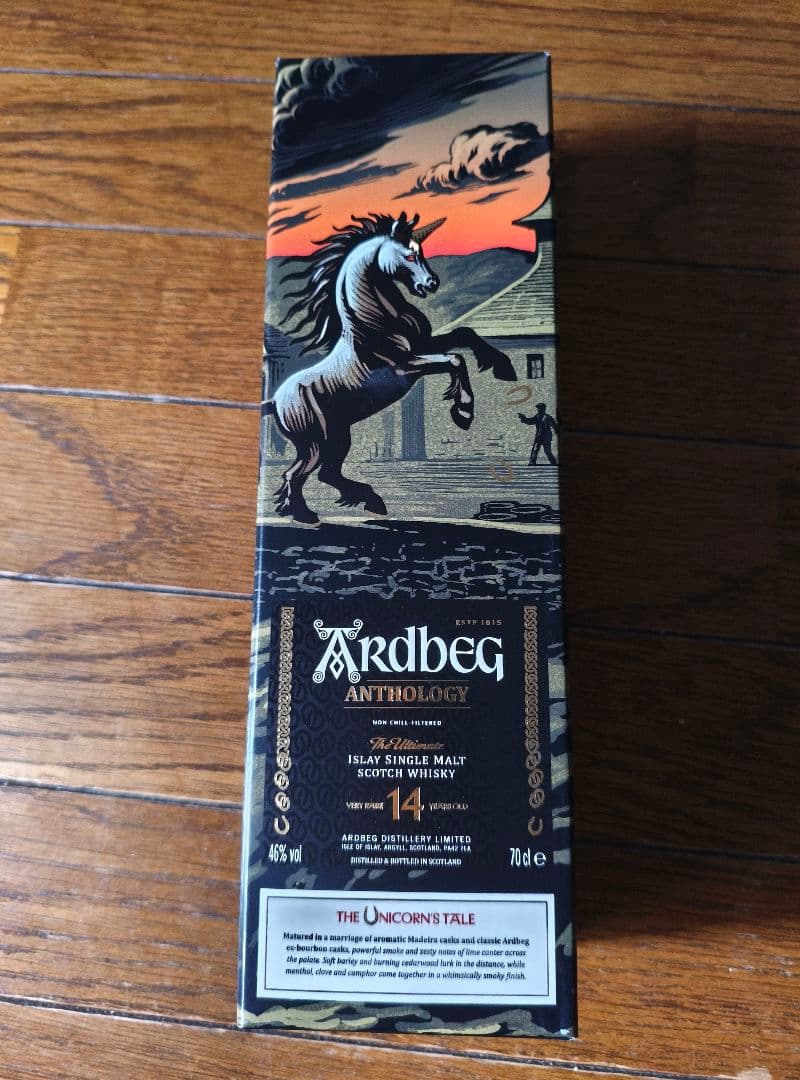 ESTD 1815
ARDBEG
ANTHOLOGY
NON CHILL-FILTERED
The Ultimate
ISLAY SINGLE MALT
SCOTCH WHISKY
VERY RARE 14 YEARS OLD
ARDBEG DISTILLERY LIMITED
ISLE OF ISLAY, ARGYLL, SCOTLAND, PA42 7EA
46% vol DISTILLED & BOTTLED IN SCOTLAND 70 cl e
THE UNICORN'S TALE
Matured in a marriage of aromatic Madeira casks and classic Ardbeg
ex-bourbon casks, powerful smoke and zesty notes of lime canter across
the palate. Soft barley and burning cedarwood lurk in the distance, while
menthol, clove and camphor come together in a whimsically smoky finish.